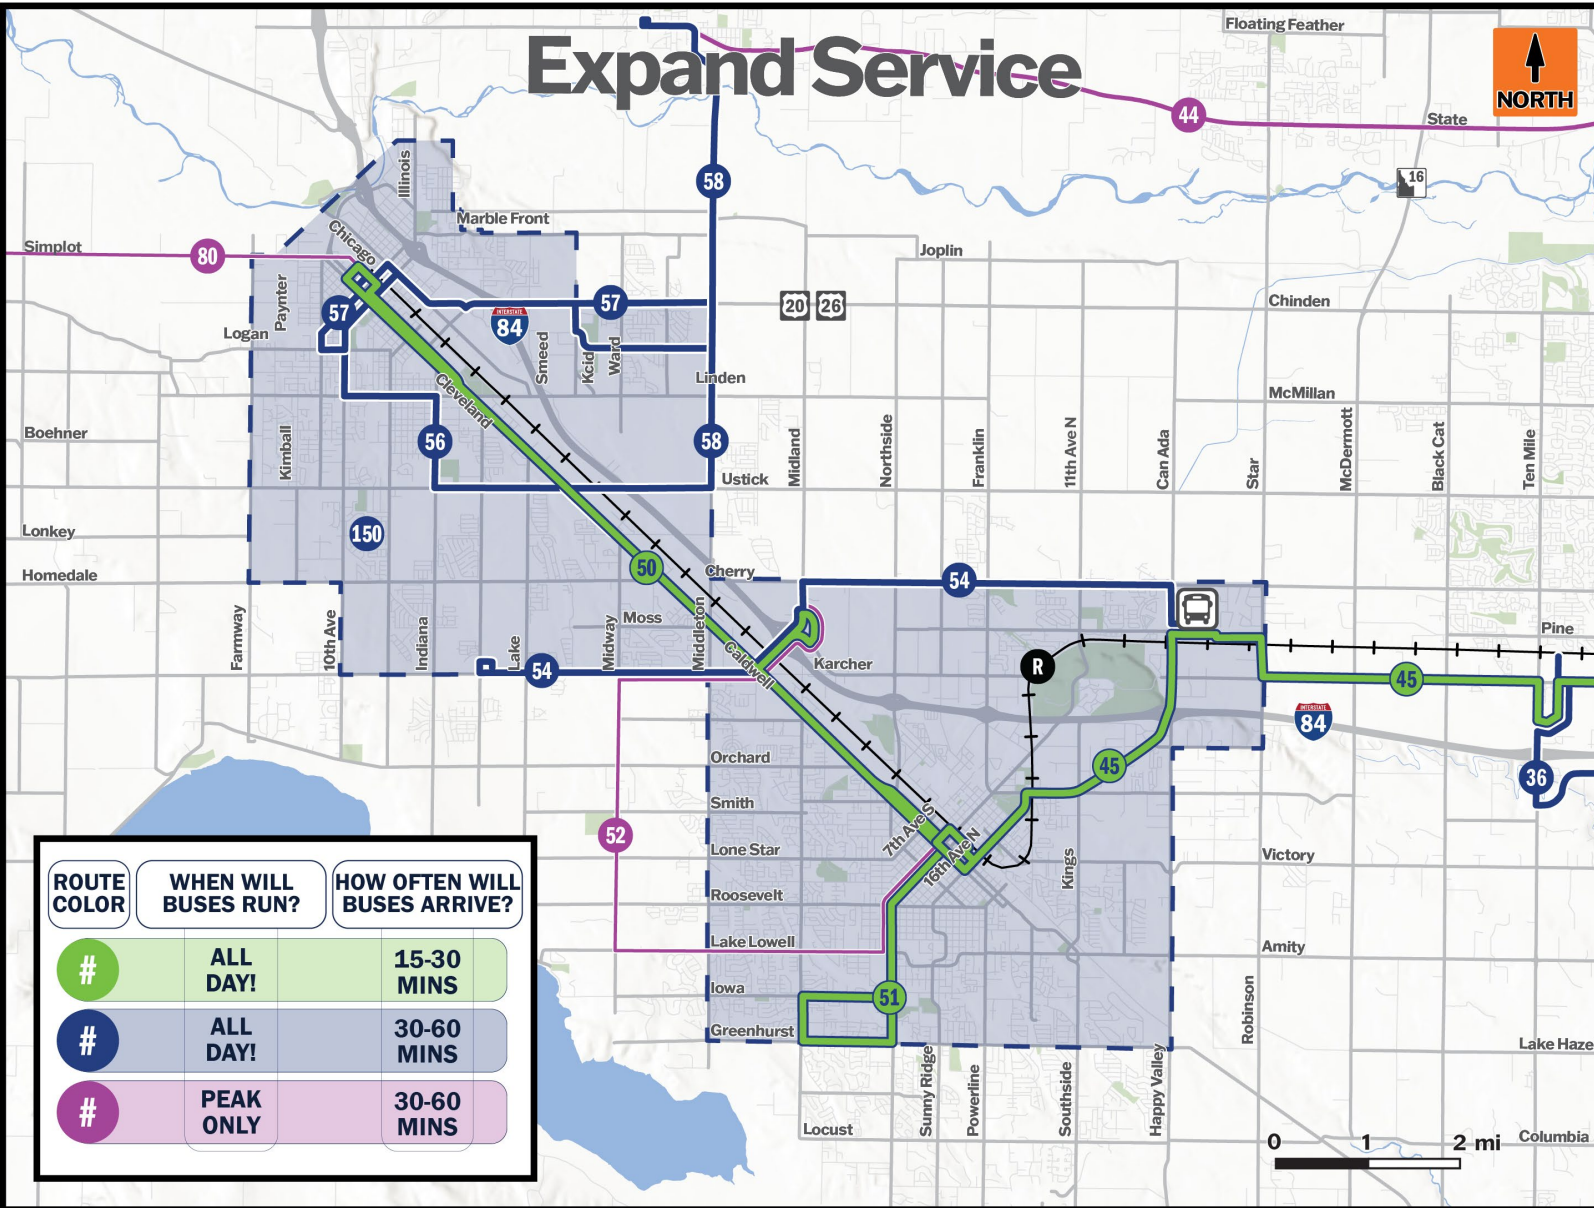 Expand Service
Floating Feather
NORTH
44
State
16
58
Illinois
Marble Front
Chicago
Simplot
80
Joplin
Paynter
57
57
INTERSTATE
84
20
26
Chinden
Logan
Smeed
Kcid
Ward
Linden
Cleveland
McMillan
Boehner
Kimball
56
58
Ustick
Midland
Northside
Franklin
11th Ave N
Can Ada
Star
McDermott
Black Cat
Ten Mile
Lonkey
150
50
Homedale
Cherry
54
Farmway
10th Ave
Indiana
Lake
Midway
Moss
Middleton
Caldwell
Karcher
Pine
54
R
45
INTERSTATE
84
Orchard
45
36
Smith
52
7th Ave S
16th Ave N
Lone Star
Kings
Victory
Roosevelt
Lake Lowell
Amity
Iowa
51
Greenhurst
Robinson
Lake Haze
Sunny Ridge
Powerline
Southside
Happy Valley
Locust
0 1 2 mi
Columbia
ROUTE
COLOR
WHEN WILL
BUSES RUN?
HOW OFTEN WILL
BUSES ARRIVE?
#
ALL
DAY!
15-30
MINS
#
ALL
DAY!
30-60
MINS
#
PEAK
ONLY
30-60
MINS